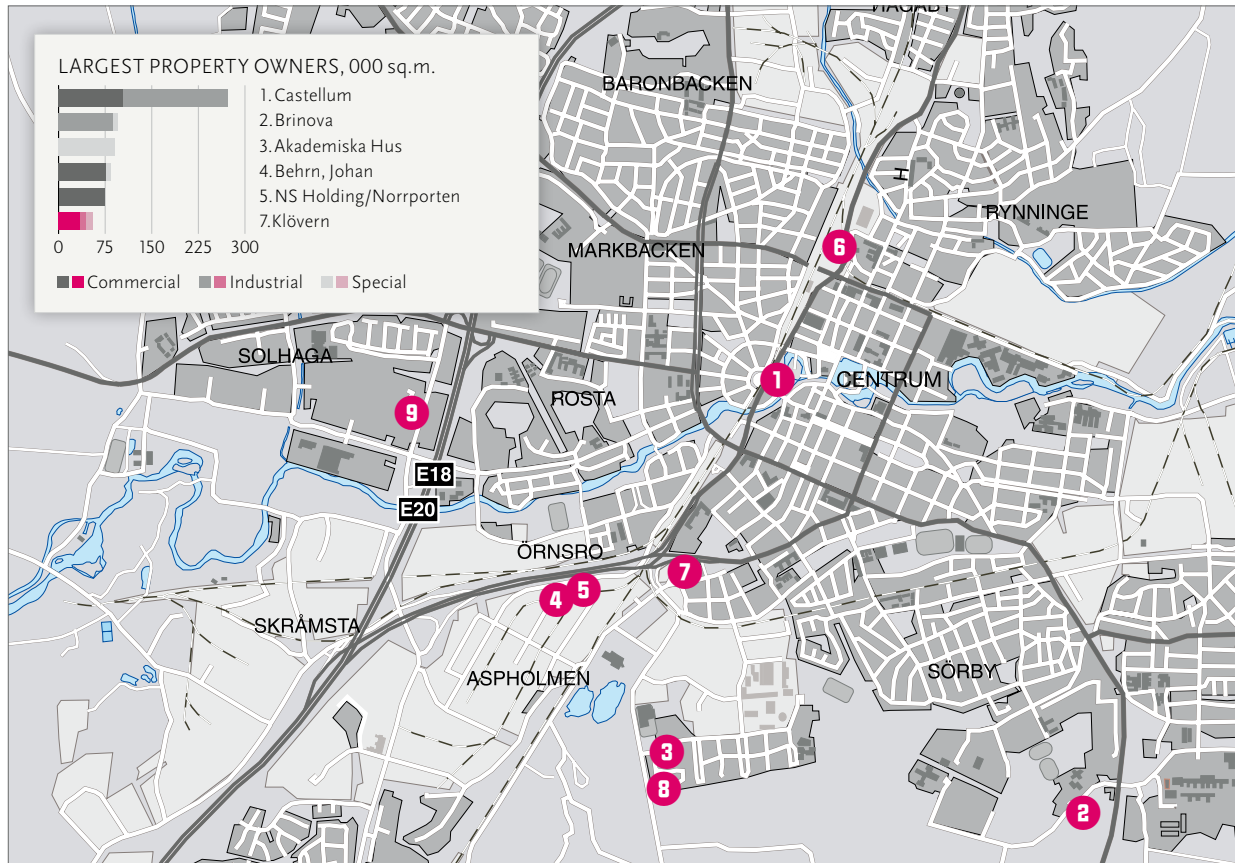 VIAGABY
LARGEST PROPERTY OWNERS, 000 sq.m.
1. Castellum
2. Brinova
3. Akademiska Hus
4. Behrn, Johan
5. NS Holding/Norrporten
7. Klövern
0 75 150 225 300
Commercial Industrial Special
BARONBACKEN
RYNNINGE
MARKBACKEN
6
SOLHAGA
ROSTA
1
CENTRUM
9
E18
E20
ÖRNSRO
7
5
4
SKRÅMSTA
ASPHOLMEN
SÖRBY
3
8
2